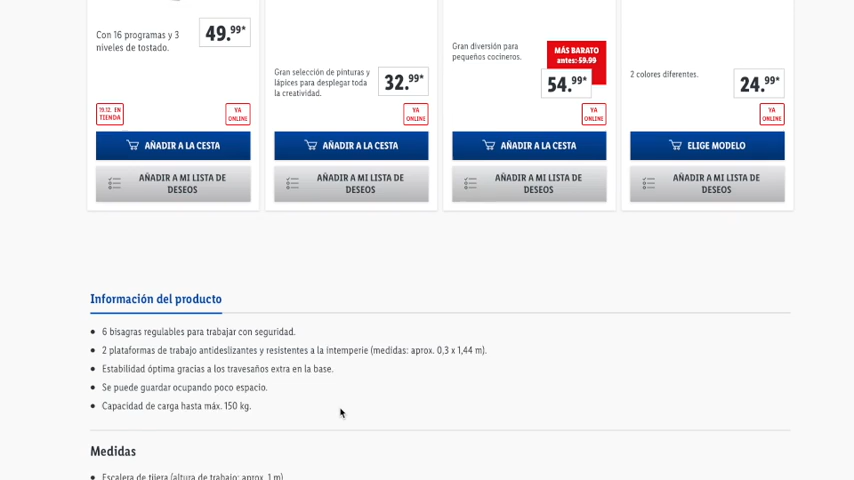 Con 16 programas y 3
niveles de tostado.
49.99*
19.12. EN
TIENDA
YA
ONLINE
AÑADIR A LA CESTA
AÑADIR A MI LISTA DE
DESEOS
Gran selección de pinturas y
lápices para desplegar toda
la creatividad.
32.99*
YA
ONLINE
AÑADIR A LA CESTA
AÑADIR A MI LISTA DE
DESEOS
Gran diversión para
pequeños cocineros.
MÁS BARATO
antes: 59.99
54.99*
YA
ONLINE
AÑADIR A LA CESTA
AÑADIR A MI LISTA DE
DESEOS
2 colores diferentes.
24.99*
YA
ONLINE
ELIGE MODELO
AÑADIR A MI LISTA DE
DESEOS
Información del producto
6 bisagras regulables para trabajar con seguridad.
2 plataformas de trabajo antideslizantes y resistentes a la intemperie (medidas: aprox. 0,3 x 1,44 m).
Estabilidad óptima gracias a los travesaños extra en la base.
Se puede guardar ocupando poco espacio.
Capacidad de carga hasta máx. 150 kg.
Medidas
Escalera de tijera (altura de trabajo: aprox. 1 m)